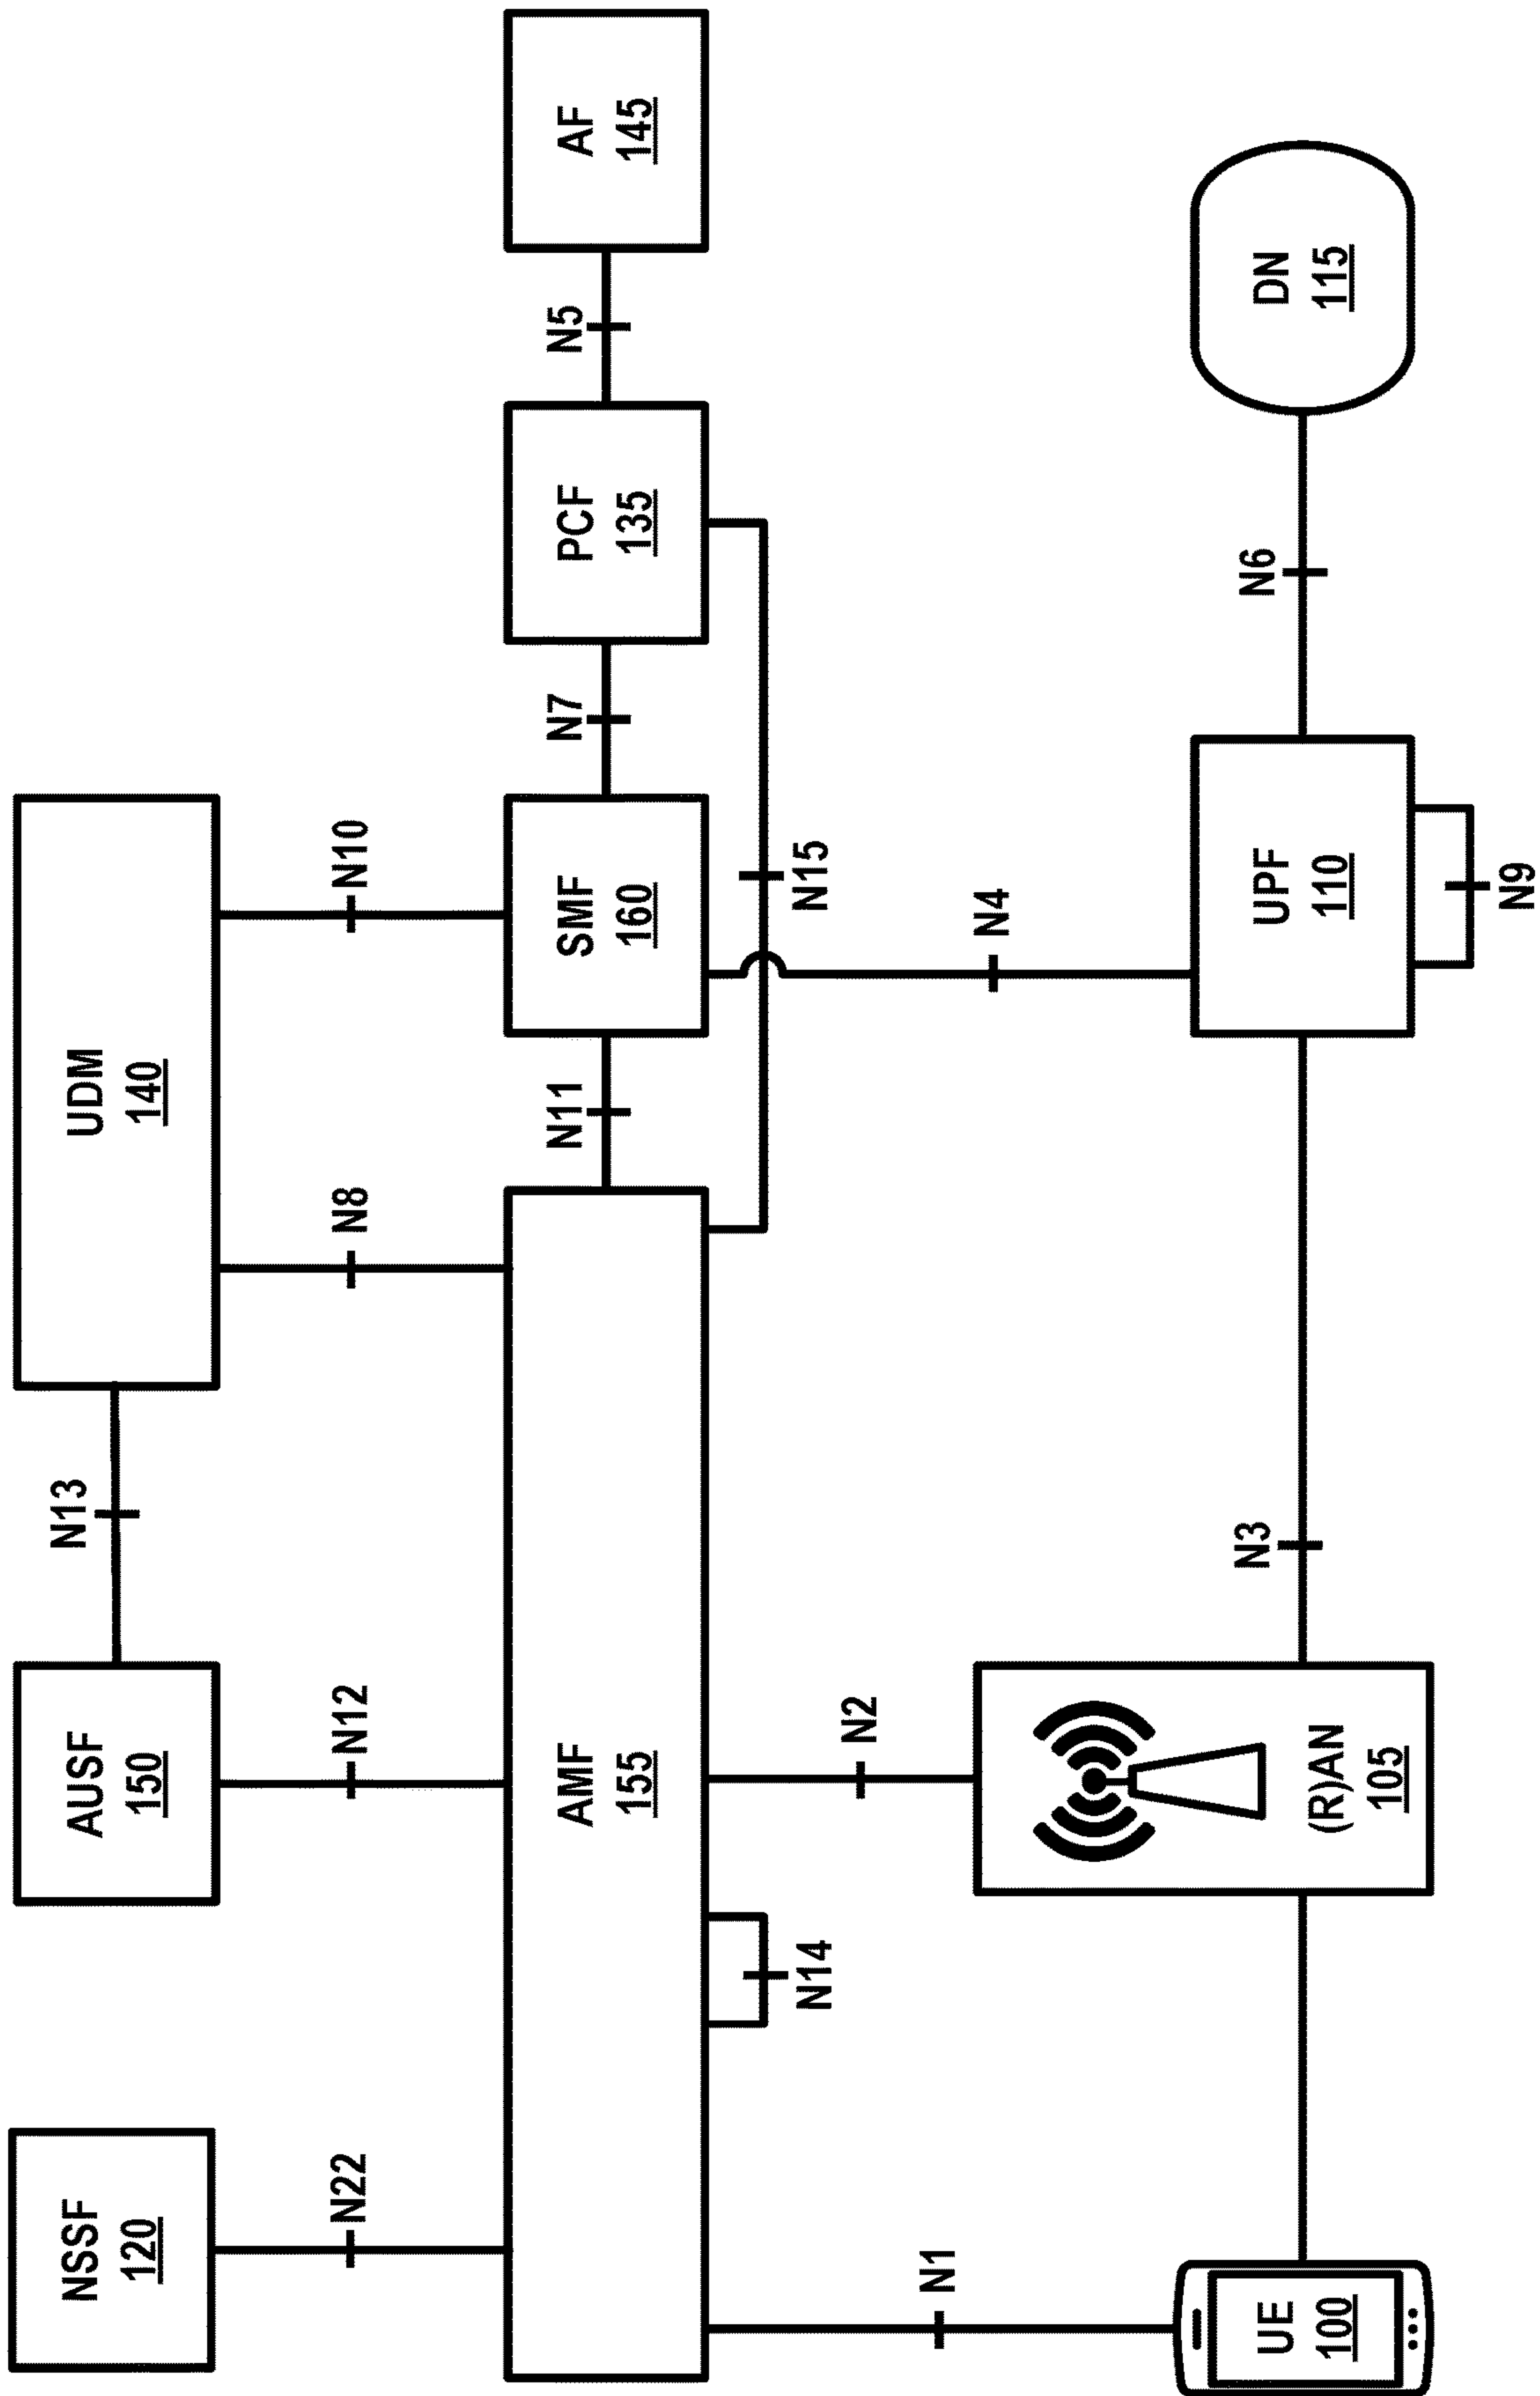 NSSF
120
AUSF
150
UDM
140
N13
N22
N12
N8
N10
AMF
155
N11
SMF
160
N7
PCF
135
N5
AF
145
N14
N15
N1
N2
N4
UE
100
(R)AN
105
N3
UPF
110
N6
DN
115
N9